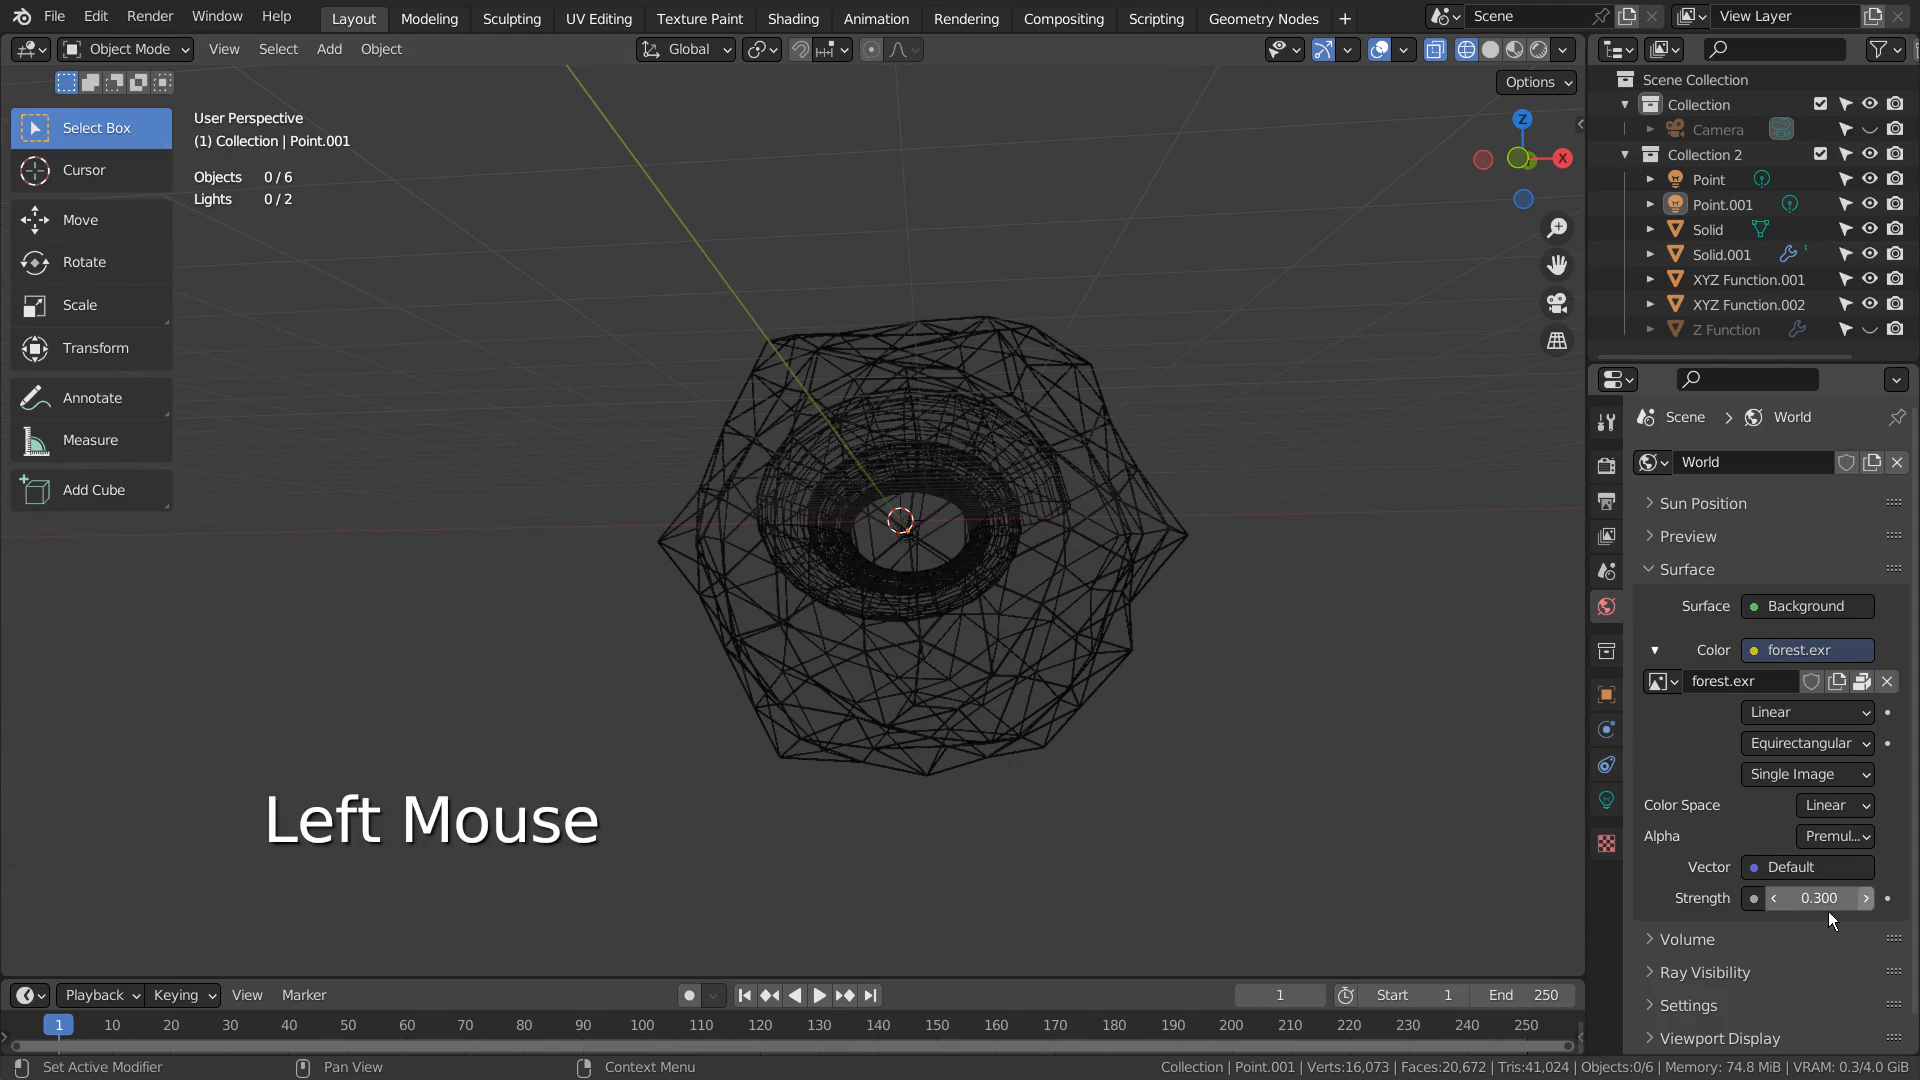 File Edit Render Window Help Layout Modeling Sculpting UV Editing Texture Paint Shading Animation Rendering Compositing Scripting Geometry Nodes + Scene View Layer
Object Mode View Select Add Object Global
Options
Select Box
Cursor
Move
Rotate
Scale
Transform
Annotate
Measure
Add Cube
User Perspective
(1) Collection | Point.001
Objects 0 / 6
Lights 0 / 2
Z
X
Left Mouse
Scene Collection
Collection
Camera
Collection 2
Point
Point.001
Solid
Solid.001
XYZ Function.001
XYZ Function.002
Z Function
Scene World
World
Sun Position
Preview
Surface
Surface Background
Color forest.exr
forest.exr
Linear
Equirectangular
Single Image
Color Space Linear
Alpha Premul...
Vector Default
Strength 0.300
Volume
Ray Visibility
Settings
Viewport Display
Playback Keying View Marker 1 Start 1 End 250
1 10 20 30 40 50 60 70 80 90 100 110 120 130 140 150 160 170 180 190 200 210 220 230 240 250
Set Active Modifier Pan View Context Menu Collection | Point.001 | Verts:16,073 | Faces:20,672 | Tris:41,024 | Objects:0/6 | Memory: 74.8 MiB | VRAM: 0.3/4.0 GiB